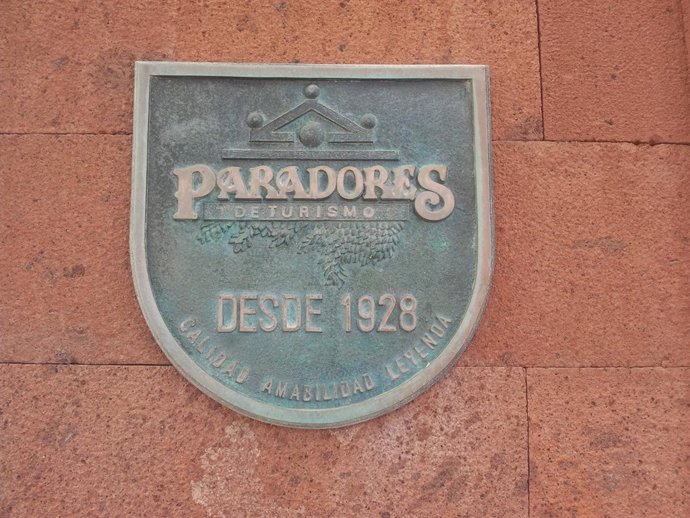 PARADORES
DE TURISMO
DESDE 1928
CALIDAD AMABILIDAD LEYENDA